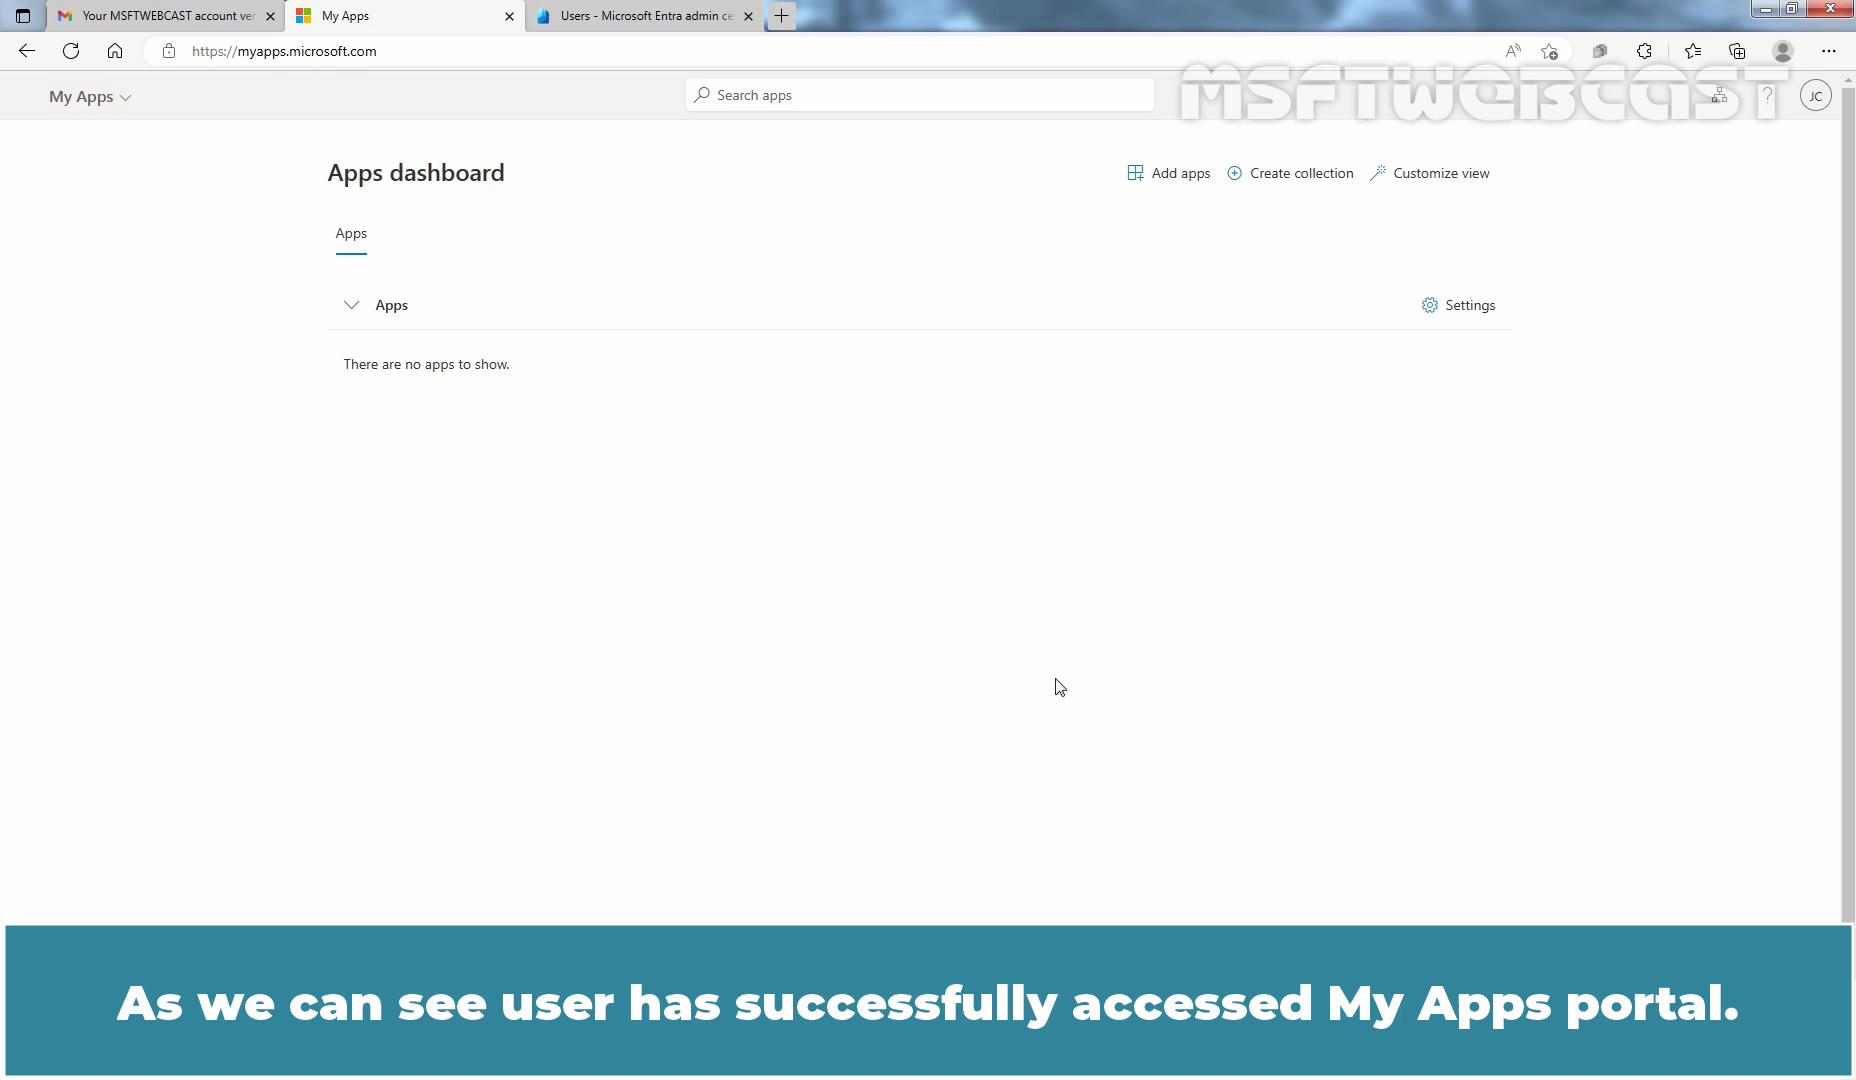 Your MSFTWEBCAST account ver
My Apps
Users - Microsoft Entra admin ce
https://myapps.microsoft.com
MSFTWEBCAST
My Apps
Search apps
?
JC
Apps dashboard
Add apps
Create collection
Customize view
Apps
Apps
Settings
There are no apps to show.
As we can see user has successfully accessed My Apps portal.